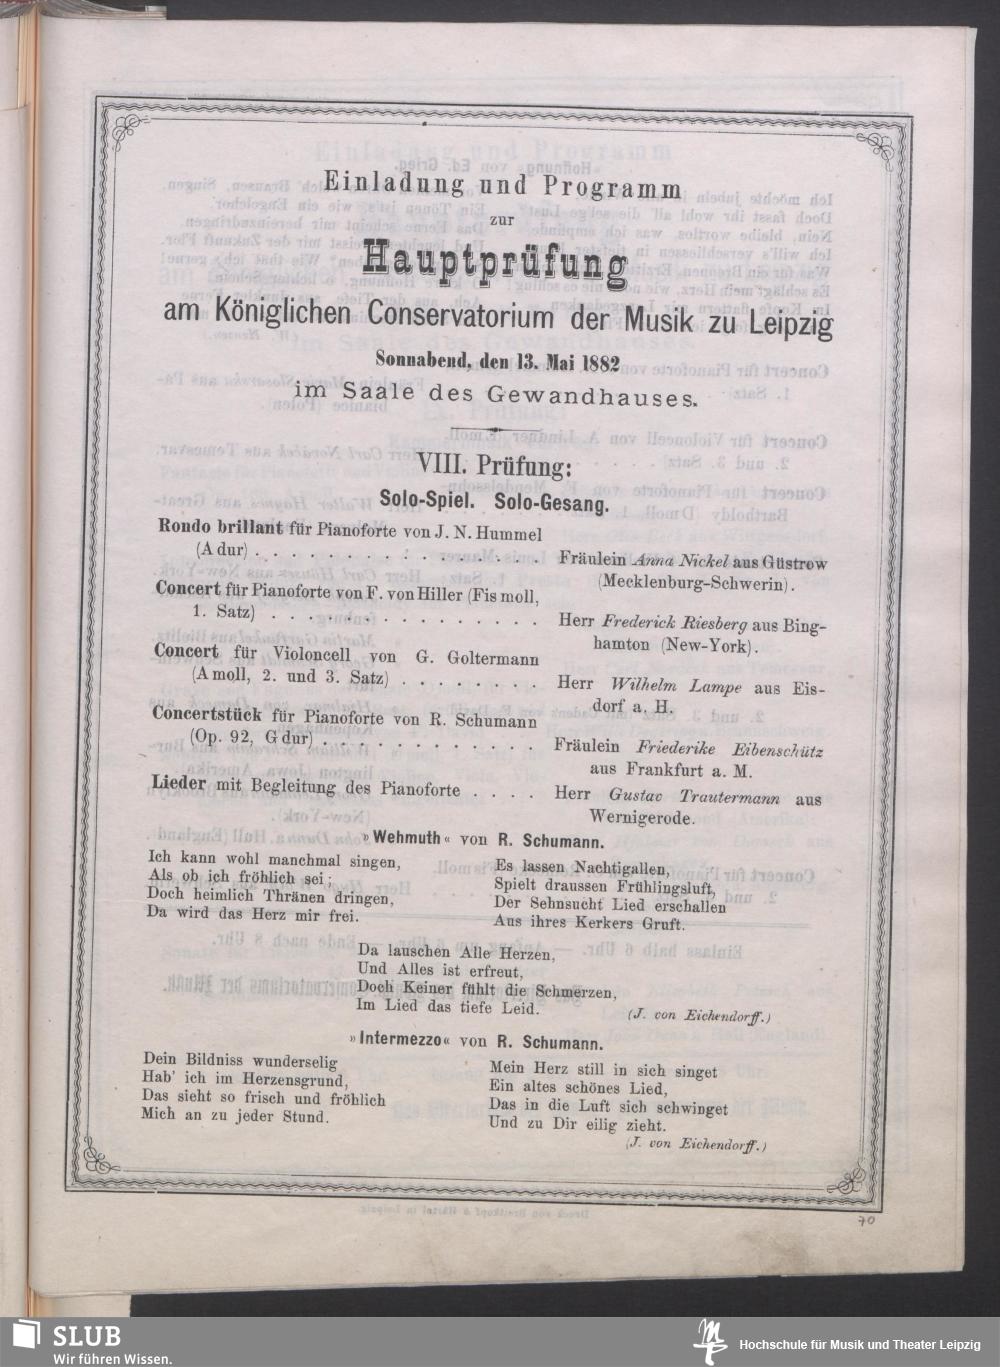 Einladung und Programm
zur
Hauptprüfung
am Königlichen Conservatorium der Musik zu Leipzig
Sonnabend, den 13. Mai 1882
im Saale des Gewandhauses.
VIII. Prüfung:
Solo-Spiel. Solo-Gesang.
Rondo brillant für Pianoforte von J. N. Hummel
(A dur) . . . . . . . . . . . . . . . . Fräulein Anna Nickel aus Güstrow
(Mecklenburg-Schwerin).
Concert für Pianoforte von F. von Hiller (Fis moll,
1. Satz) . . . . . . . . . . . . . . . Herr Frederick Riesberg aus Bing-
hamton (New-York).
Concert für Violoncell von G. Goltermann
(A moll, 2. und 3. Satz) . . . . . . . . Herr Wilhelm Lampe aus Eis-
dorf a. H.
Concertstück für Pianoforte von R. Schumann
(Op. 92, G dur) . . . . . . . . . . . . Fräulein Friederike Eibenschütz
aus Frankfurt a. M.
Lieder mit Begleitung des Pianoforte . . . . Herr Gustav Trautermann aus
Wernigerode.
»Wehmuth« von R. Schumann.
Ich kann wohl manchmal singen,
Als ob ich fröhlich sei;
Doch heimlich Thränen dringen,
Da wird das Herz mir frei.
Es lassen Nachtigallen,
Spielt draussen Frühlingsluft,
Der Sehnsucht Lied erschallen
Aus ihres Kerkers Gruft.
Da lauschen Alle Herzen,
Und Alles ist erfreut,
Doch Keiner fühlt die Schmerzen,
Im Lied das tiefe Leid.
(J. von Eichendorff.)
»Intermezzo« von R. Schumann.
Dein Bildniss wunderselig
Hab' ich im Herzensgrund,
Das sieht so frisch und fröhlich
Mich an zu jeder Stund.
Mein Herz still in sich singet
Ein altes schönes Lied,
Das in die Luft sich schwinget
Und zu Dir eilig zieht.
(J. von Eichendorff.)
70
SLUB
Wir führen Wissen.
Hochschule für Musik und Theater Leipzig